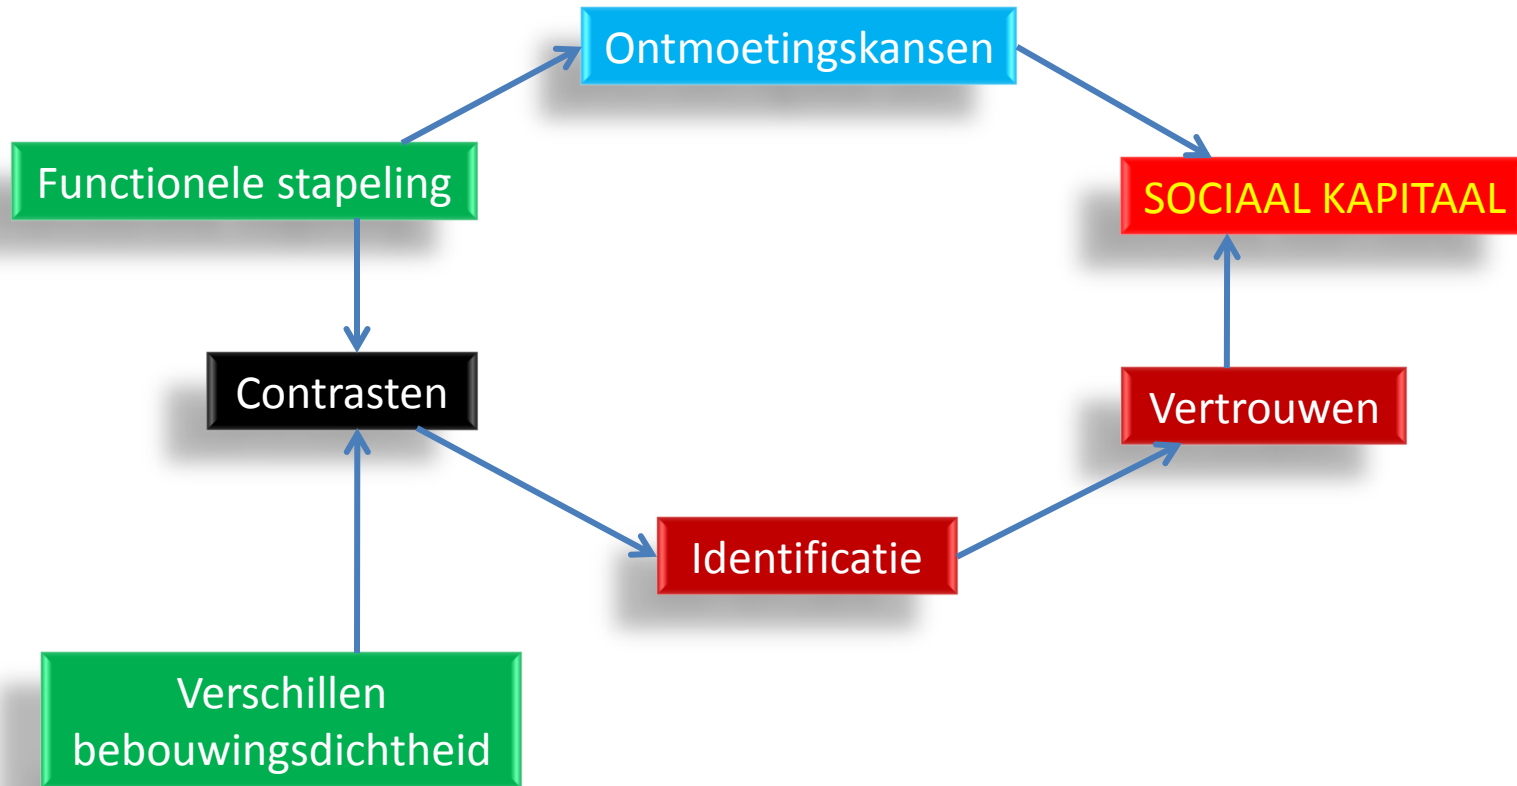 Ontmoetingskansen
Functionele stapeling
SOCIAAL KAPITAAL
Contrasten
Vertrouwen
Identificatie
Verschillen
bebouwingsdichtheid